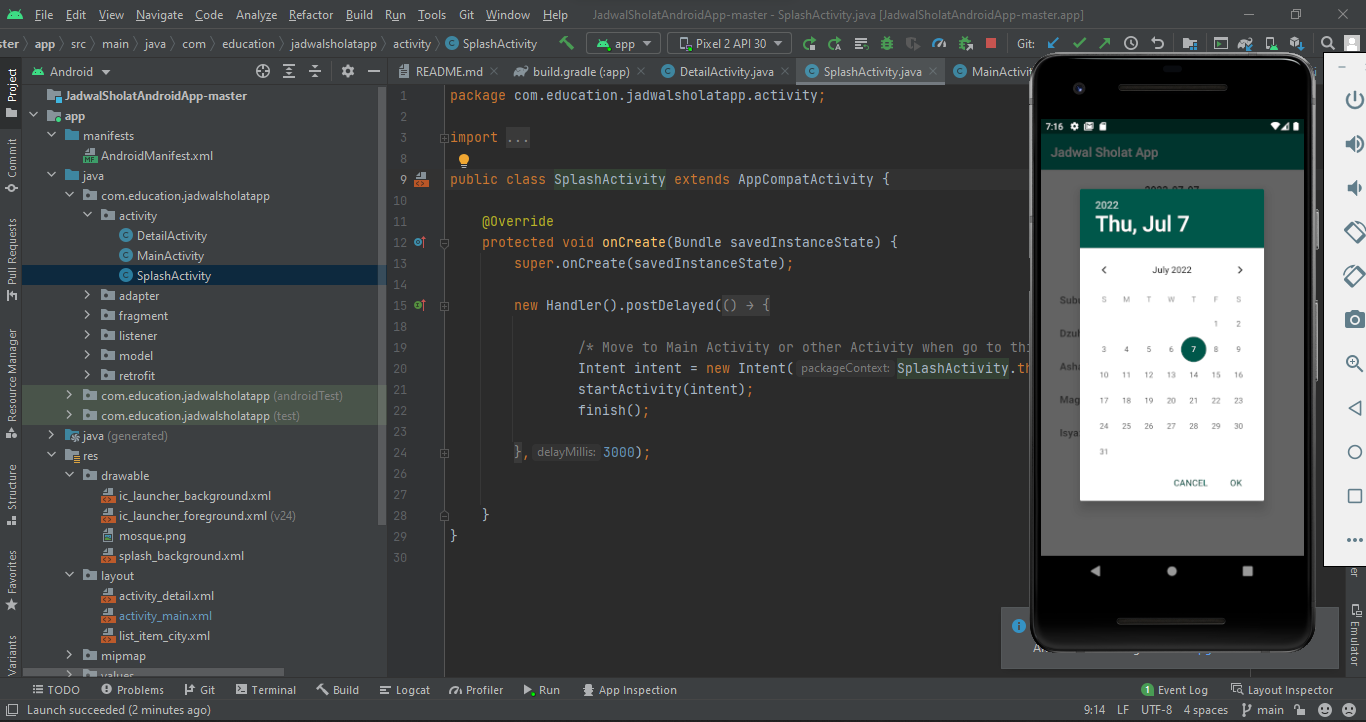 File Edit View Navigate Code Analyze Refactor Build Run Tools Git Window Help JadwalSholatAndroidApp-master - SplashActivity.java [JadwalSholatAndroidApp-master.app]
ster app src main java com education jadwalsholatapp activity SplashActivity app Pixel 2 API 30 Git:
Android
README.md build.gradle (:app) DetailActivity.java SplashActivity.java MainActivit
Project
Commit
Pull Requests
Resource Manager
Structure
Favorites
Variants
JadwalSholatAndroidApp-master
app
manifests
AndroidManifest.xml
java
com.education.jadwalsholatapp
activity
DetailActivity
MainActivity
SplashActivity
adapter
fragment
listener
model
retrofit
com.education.jadwalsholatapp (androidTest)
com.education.jadwalsholatapp (test)
java (generated)
res
drawable
ic_launcher_background.xml
ic_launcher_foreground.xml (v24)
mosque.png
splash_background.xml
layout
activity_detail.xml
activity_main.xml
list_item_city.xml
mipmap
values
1 package com.education.jadwalsholatapp.activity;
2
3 import ...
8
9 public class SplashActivity extends AppCompatActivity {
10
11 @Override
12 protected void onCreate(Bundle savedInstanceState) {
13 super.onCreate(savedInstanceState);
14
15 new Handler().postDelayed(() → {
18
19 /* Move to Main Activity or other Activity when go to thi
20 Intent intent = new Intent( packageContext: SplashActivity.th
21 startActivity(intent);
22 finish();
23
24 }, delayMillis: 3000);
26
27
28 }
29 }
30
7:16
Jadwal Sholat App
2022-07-07
2022
Thu, Jul 7
July 2022
S M T W T F S
1 2
3 4 5 6 7 8 9
10 11 12 13 14 15 16
17 18 19 20 21 22 23
24 25 26 27 28 29 30
31
CANCEL OK
Subu
Dzuh
Asha
Mag
Isya
Emulator
TODO Problems Git Terminal Build Logcat Profiler Run App Inspection 1 Event Log Layout Inspector
Launch succeeded (2 minutes ago) 9:14 LF UTF-8 4 spaces main